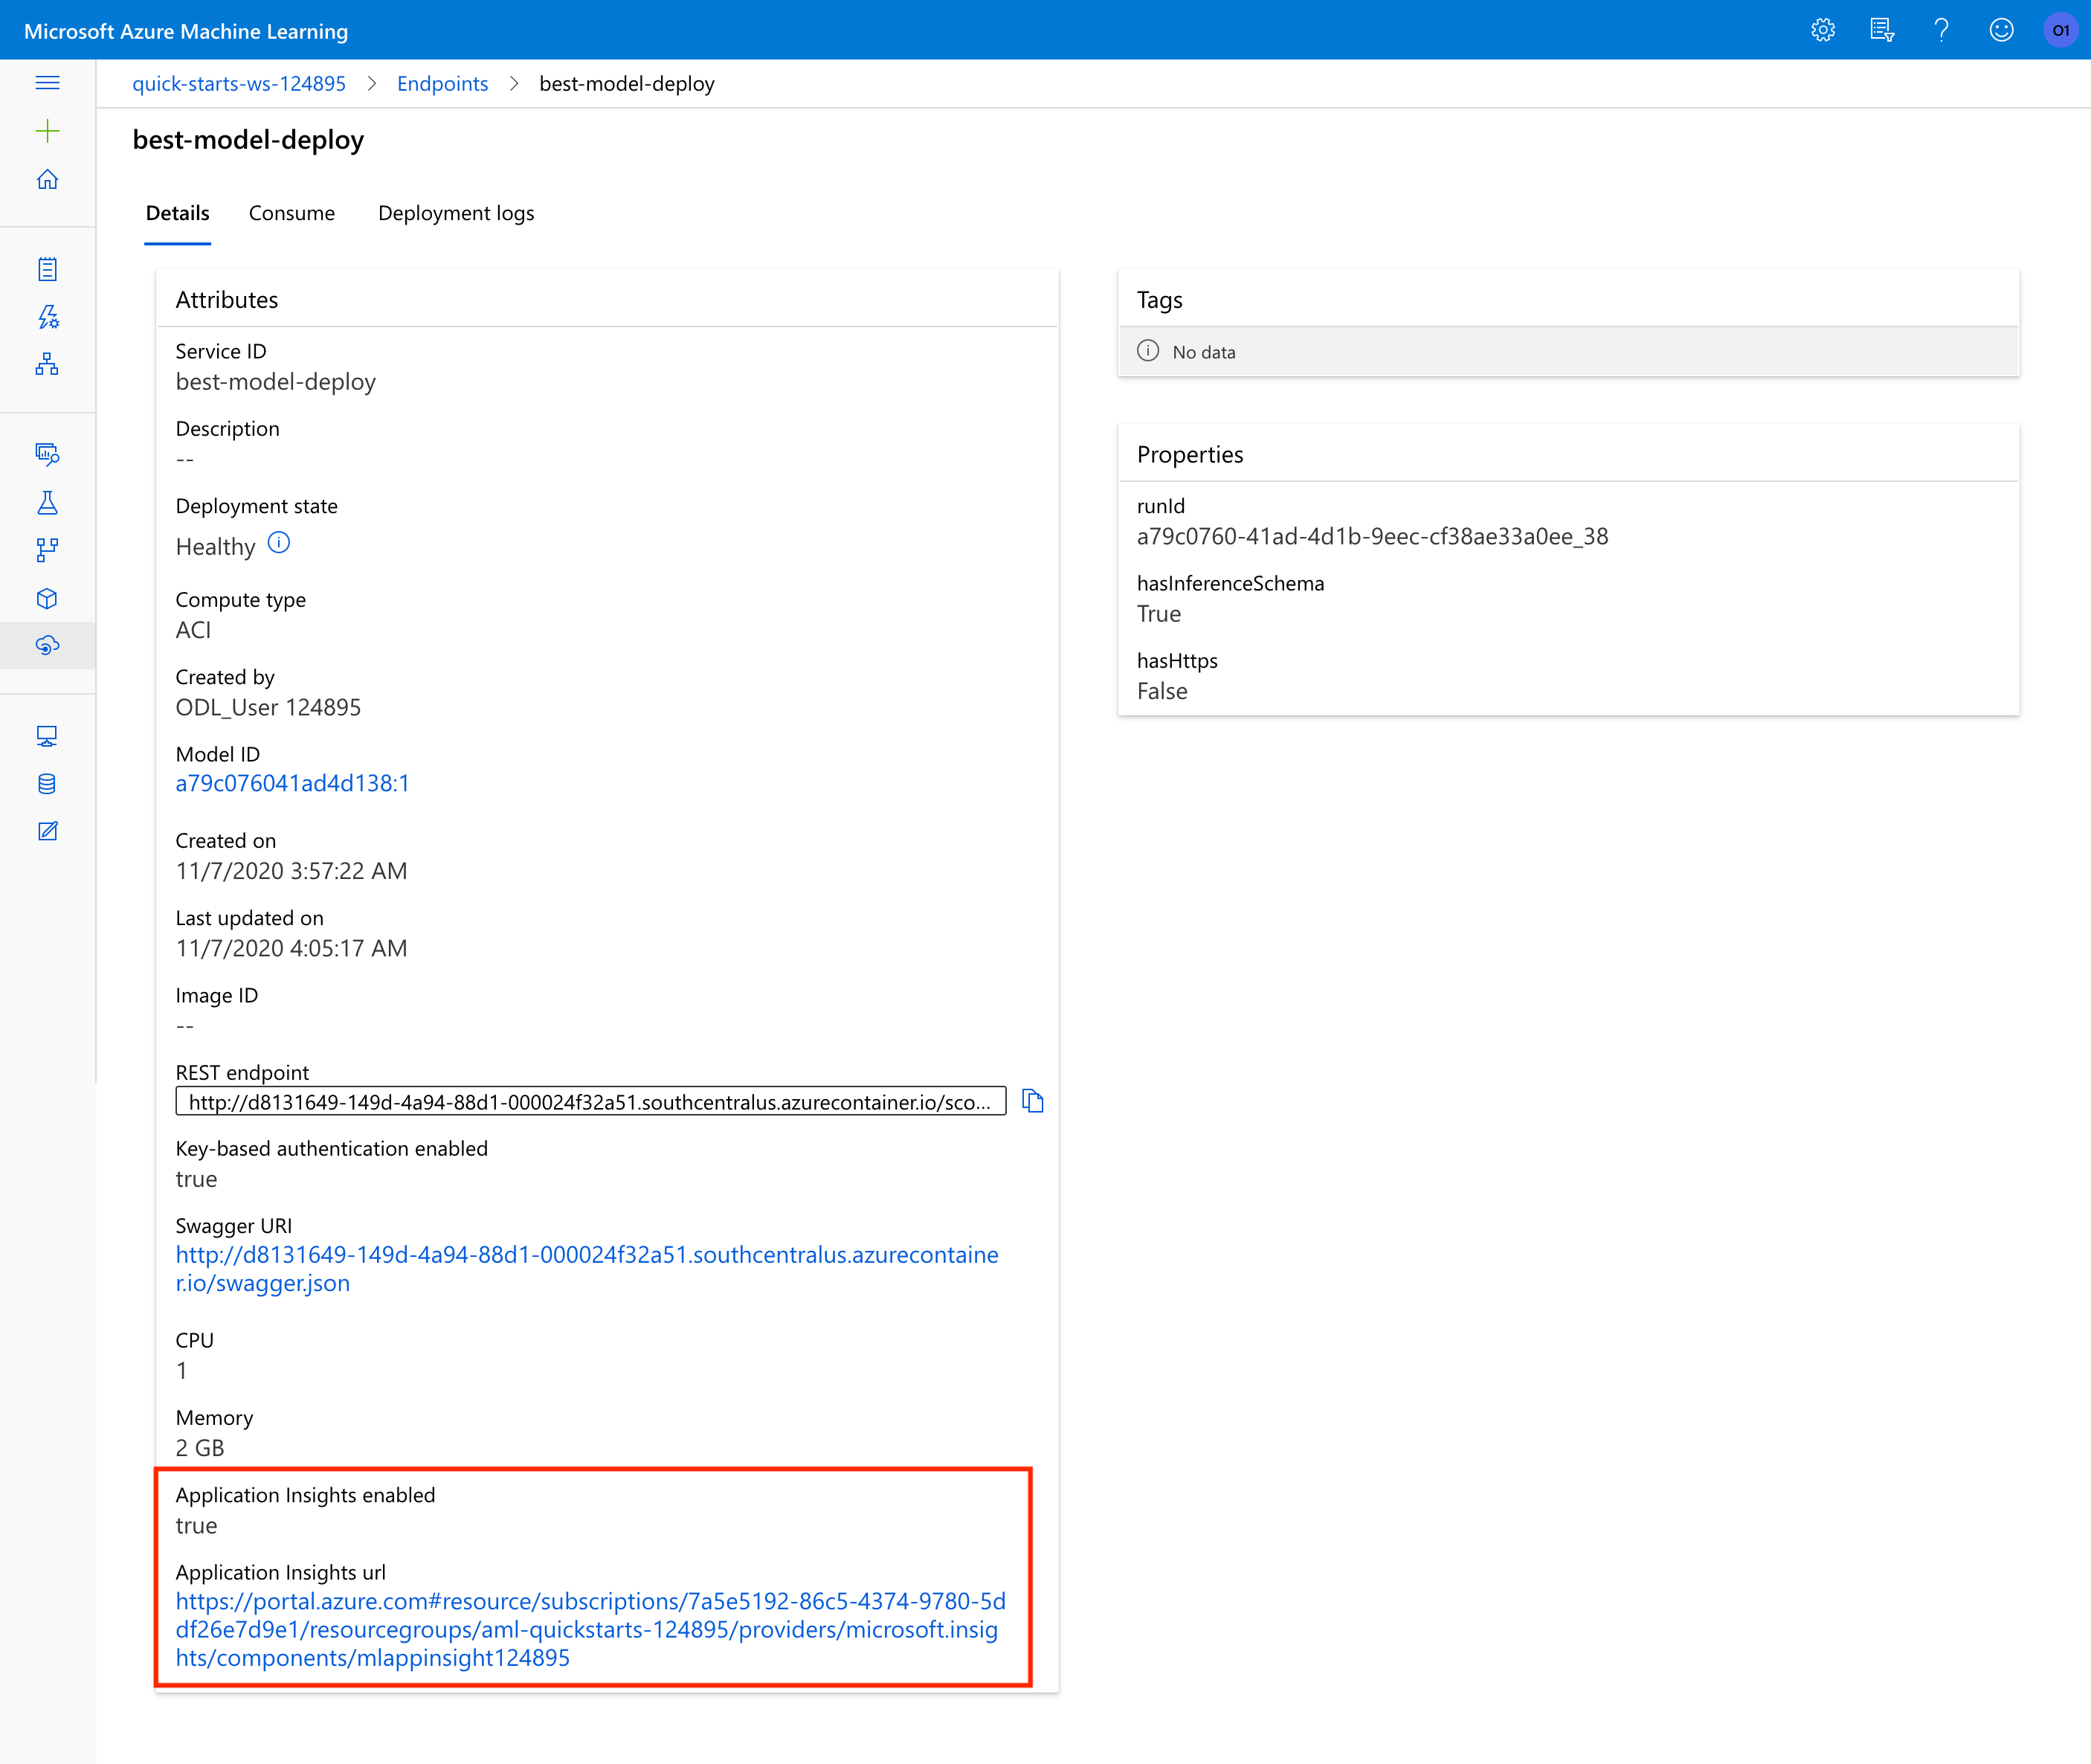 Microsoft Azure Machine Learning
O1
quick-starts-ws-124895 > Endpoints > best-model-deploy
best-model-deploy
Details Consume Deployment logs
Attributes
Service ID
best-model-deploy
Description
--
Deployment state
Healthy
Compute type
ACI
Created by
ODL_User 124895
Model ID
a79c076041ad4d138:1
Created on
11/7/2020 3:57:22 AM
Last updated on
11/7/2020 4:05:17 AM
Image ID
--
REST endpoint
http://d8131649-149d-4a94-88d1-000024f32a51.southcentralus.azurecontainer.io/sco...
Key-based authentication enabled
true
Swagger URI
http://d8131649-149d-4a94-88d1-000024f32a51.southcentralus.azurecontaine
r.io/swagger.json
CPU
1
Memory
2 GB
Application Insights enabled
true
Application Insights url
https://portal.azure.com#resource/subscriptions/7a5e5192-86c5-4374-9780-5d
df26e7d9e1/resourcegroups/aml-quickstarts-124895/providers/microsoft.insig
hts/components/mlappinsight124895
Tags
No data
Properties
runId
a79c0760-41ad-4d1b-9eec-cf38ae33a0ee_38
hasInferenceSchema
True
hasHttps
False